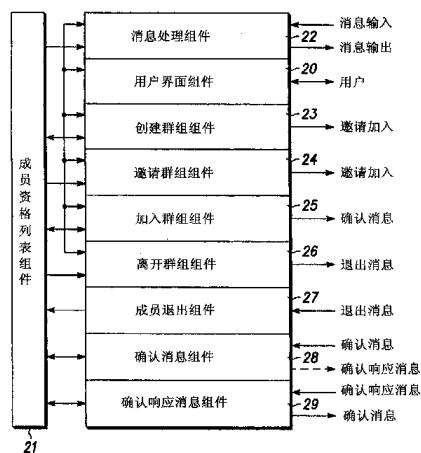 消息处理组件
22
消息输入
消息输出
用户界面组件
20
用户
创建群组组件
23
邀请加入
邀请群组组件
24
邀请加入
加入群组组件
25
确认消息
离开群组组件
26
退出消息
成员退出组件
27
退出消息
确认消息组件
28
确认消息
确认响应消息
确认响应消息组件
29
确认响应消息
确认消息
成员资格列表组件
21